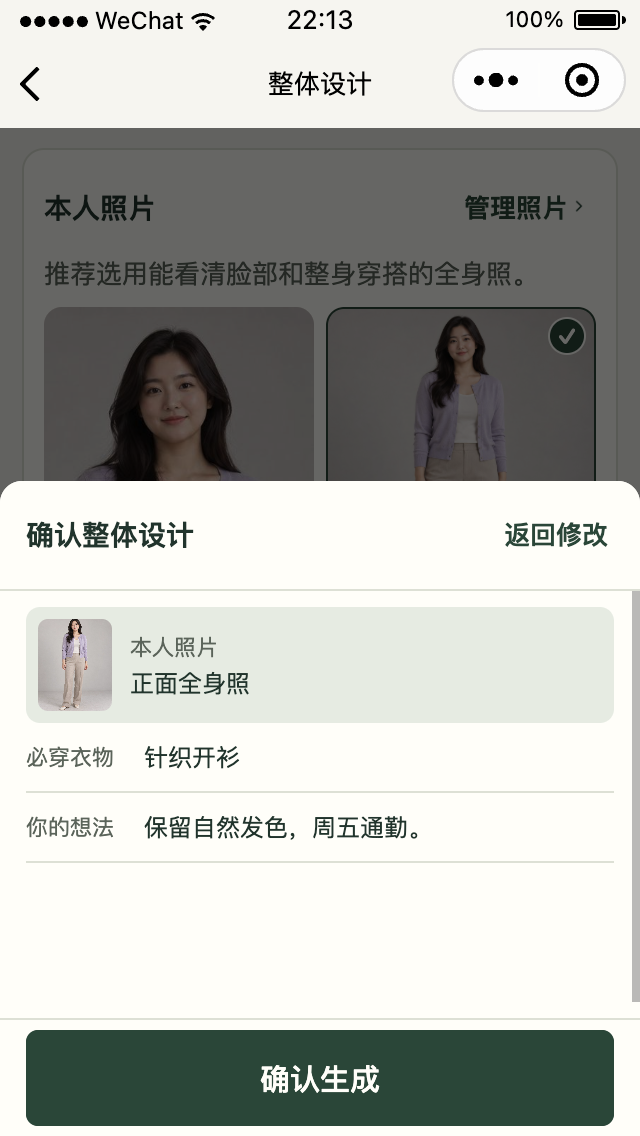 WeChat 22:13 100%
整体设计
本人照片 管理照片
推荐选用能看清脸部和整身穿搭的全身照。
确认整体设计 返回修改
本人照片
正面全身照
必穿衣物 针织开衫
你的想法 保留自然发色，周五通勤。
确认生成